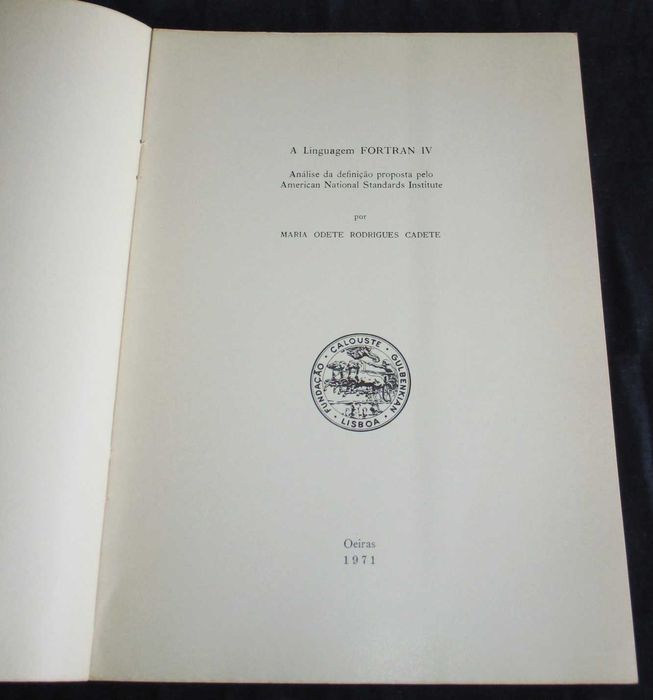 A Linguagem FORTRAN IV
Análise da definição proposta pelo
American National Standards Institute
por
MARIA ODETE RODRIGUES CADETE
FUNDAÇÃO · CALOUSTE · GULBENKIAN
· LISBOA ·
Oeiras
1971